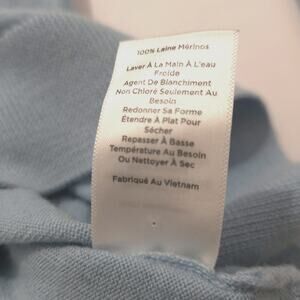 100% Laine Mérinos
Laver À La Main À L'eau
Froide
Agent De Blanchiment
Non Chloré Seulement Au
Besoin
Redonner Sa Forme
Étendre À Plat Pour
Sécher
Repasser À Basse
Température Au Besoin
Ou Nettoyer À Sec
Fabriqué Au Vietnam